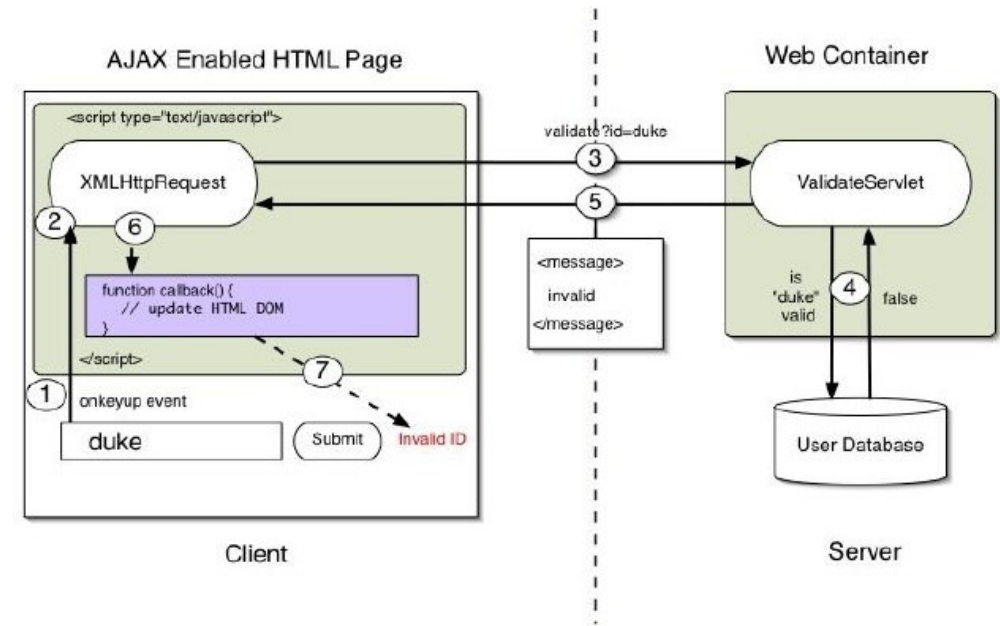 AJAX Enabled HTML Page
Web Container
<script type="text/javascript">
validate?id=duke
3
XMLHttpRequest
ValidateServlet
5
2
6
<message>
invalid
</message>
function callback() {
// update HTML DOM
}
</script>
is
"duke"
valid
4
false
7
1
onkeyup event
duke
Submit
Invalid ID
User Database
Client
Server